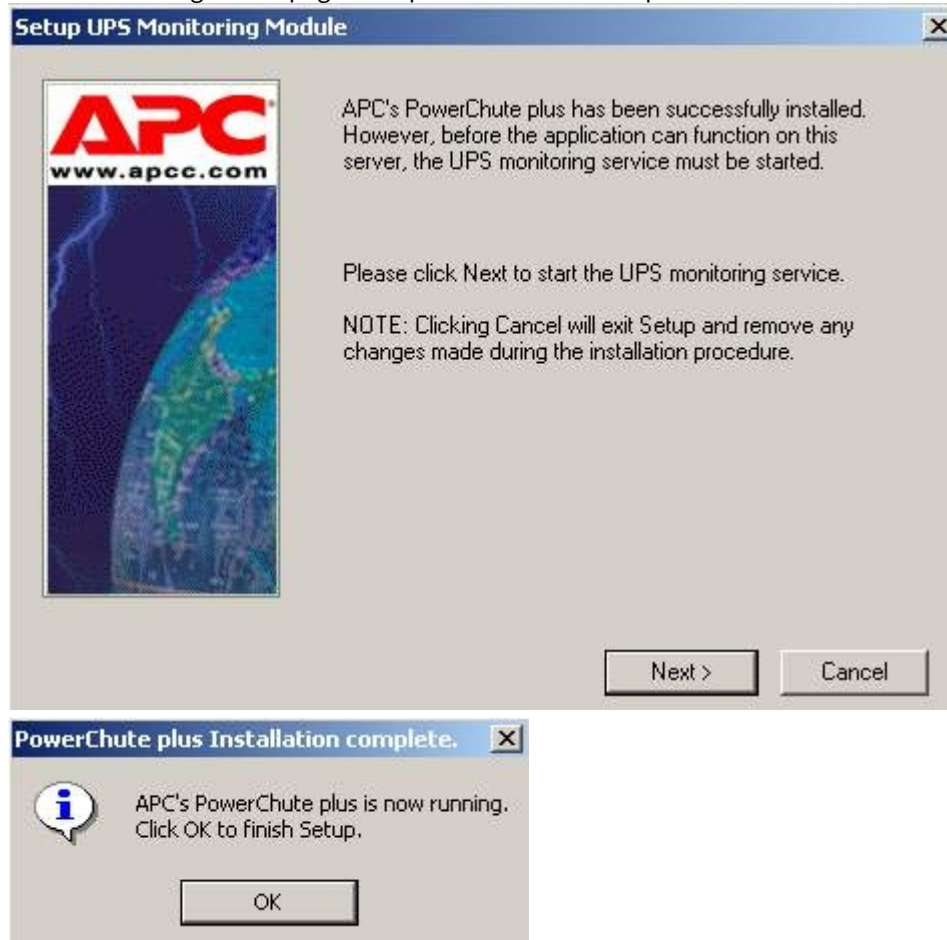 Setup UPS Monitoring Module
APC
www.apcc.com
APC's PowerChute plus has been successfully installed.
However, before the application can function on this
server, the UPS monitoring service must be started.
Please click Next to start the UPS monitoring service.
NOTE: Clicking Cancel will exit Setup and remove any
changes made during the installation procedure.
Next >
Cancel
PowerChute plus Installation complete.
APC's PowerChute plus is now running.
Click OK to finish Setup.
OK